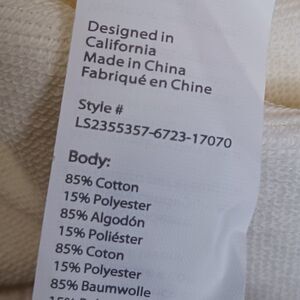 Designed in
California
Made in China
Fabriqué en Chine
Style #
LS2355357-6723-17070
Body:
85% Cotton
15% Polyester
85% Algodón
15% Poliéster
85% Coton
15% Polyester
85% Baumwolle